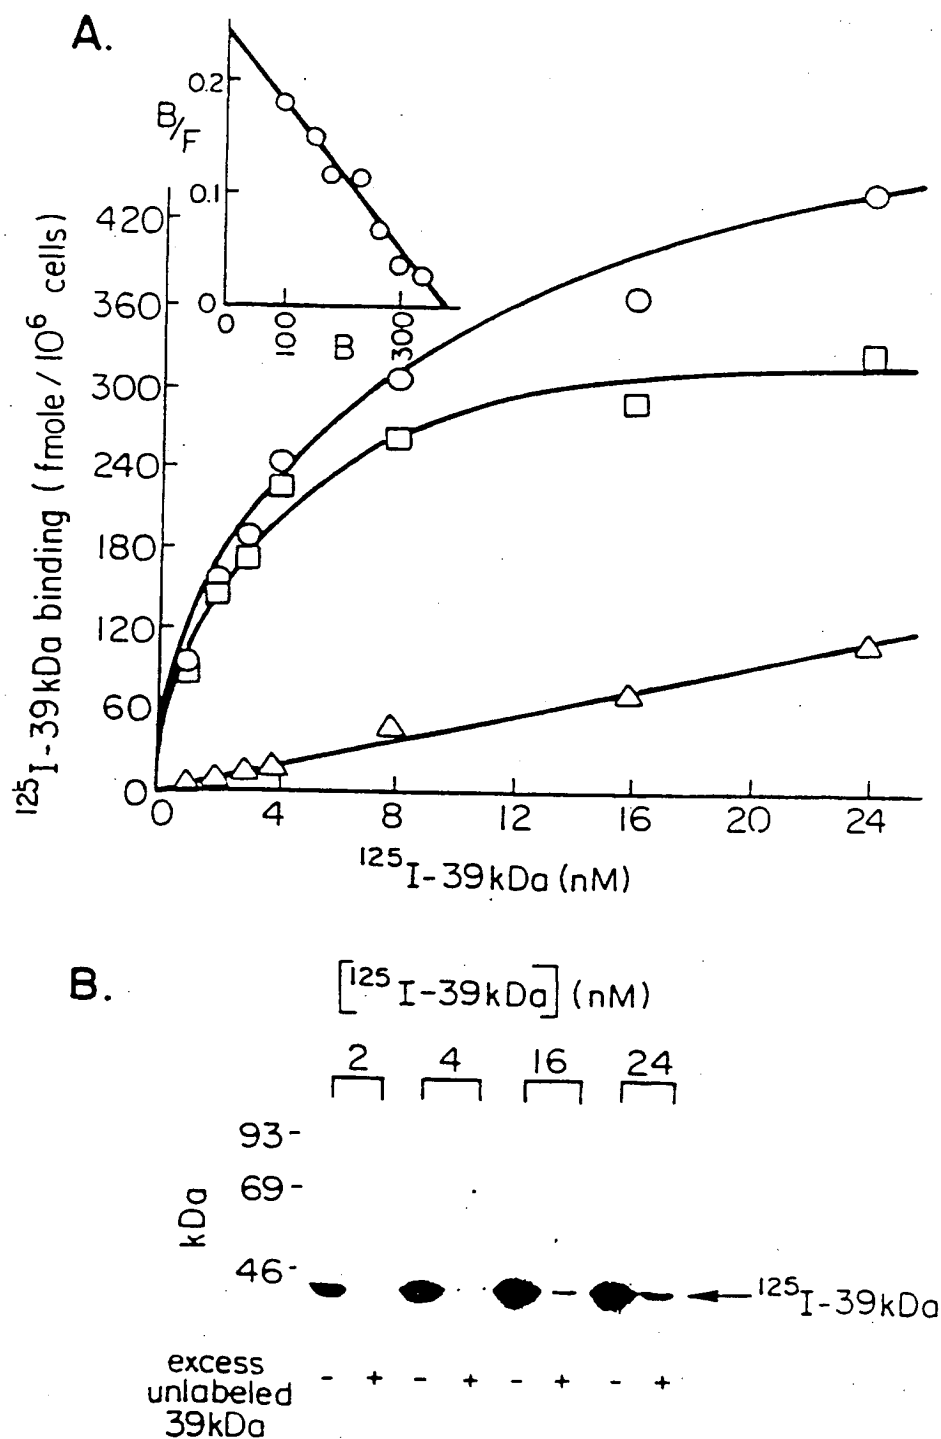 A.
0.2
B/F
0.1
0
0
100
B
300
420
360
300
240
180
120
60
0
¹²⁵I-39kDa binding (fmole/10⁶ cells)
0 4 8 12 16 20 24
¹²⁵I-39kDa (nM)
B.
[¹²⁵I-39kDa] (nM)
2 4 16 24
93-
69-
46-
kDa
¹²⁵I-39kDa
excess
unlabeled
39kDa
- + - + - + - +